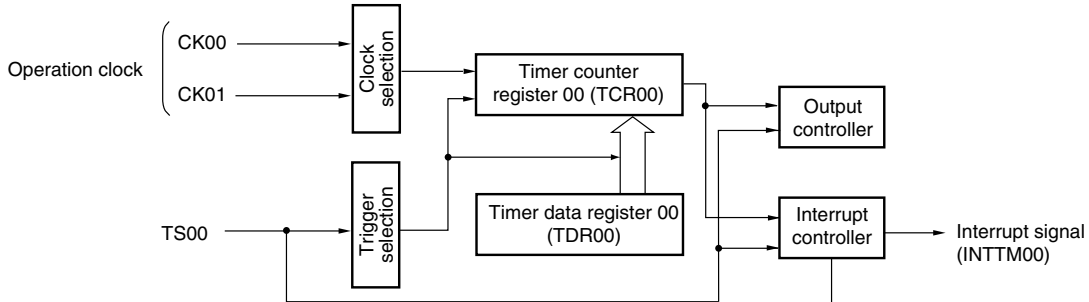 Operation clock
CK00
CK01
Clock
selection
Timer counter
register 00 (TCR00)
Output
controller
TS00
Trigger
selection
Timer data register 00
(TDR00)
Interrupt
controller
Interrupt signal
(INTTM00)